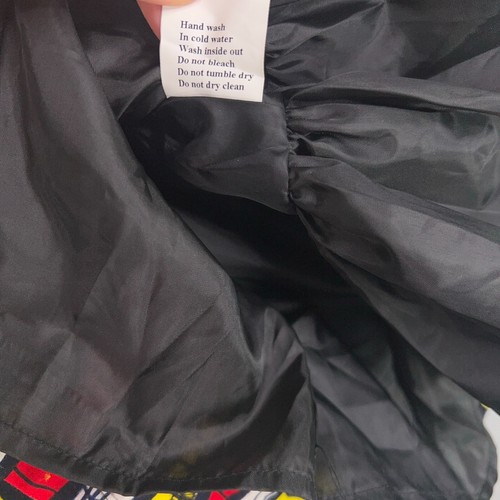 Hand wash
In cold water
Wash inside out
Do not bleach
Do not tumble dry
Do not dry clean